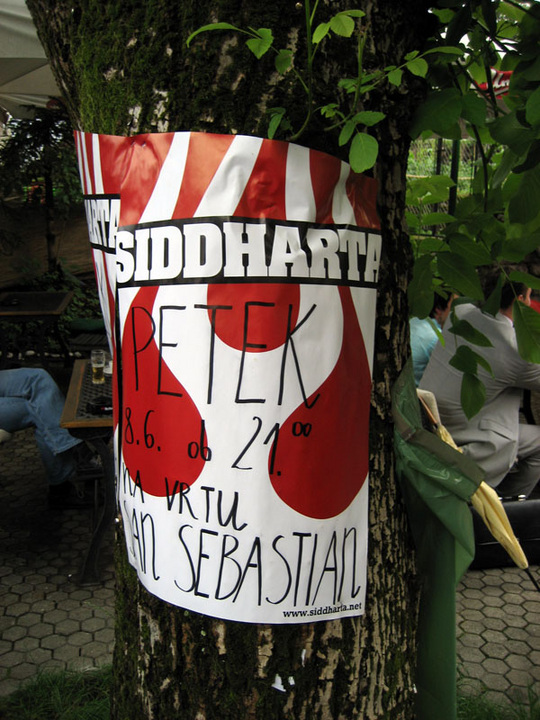 SIDDHARTA
PETEK
8.6. ob 21.00
NA VRTU
SAN SEBASTIAN
www.siddharta.net